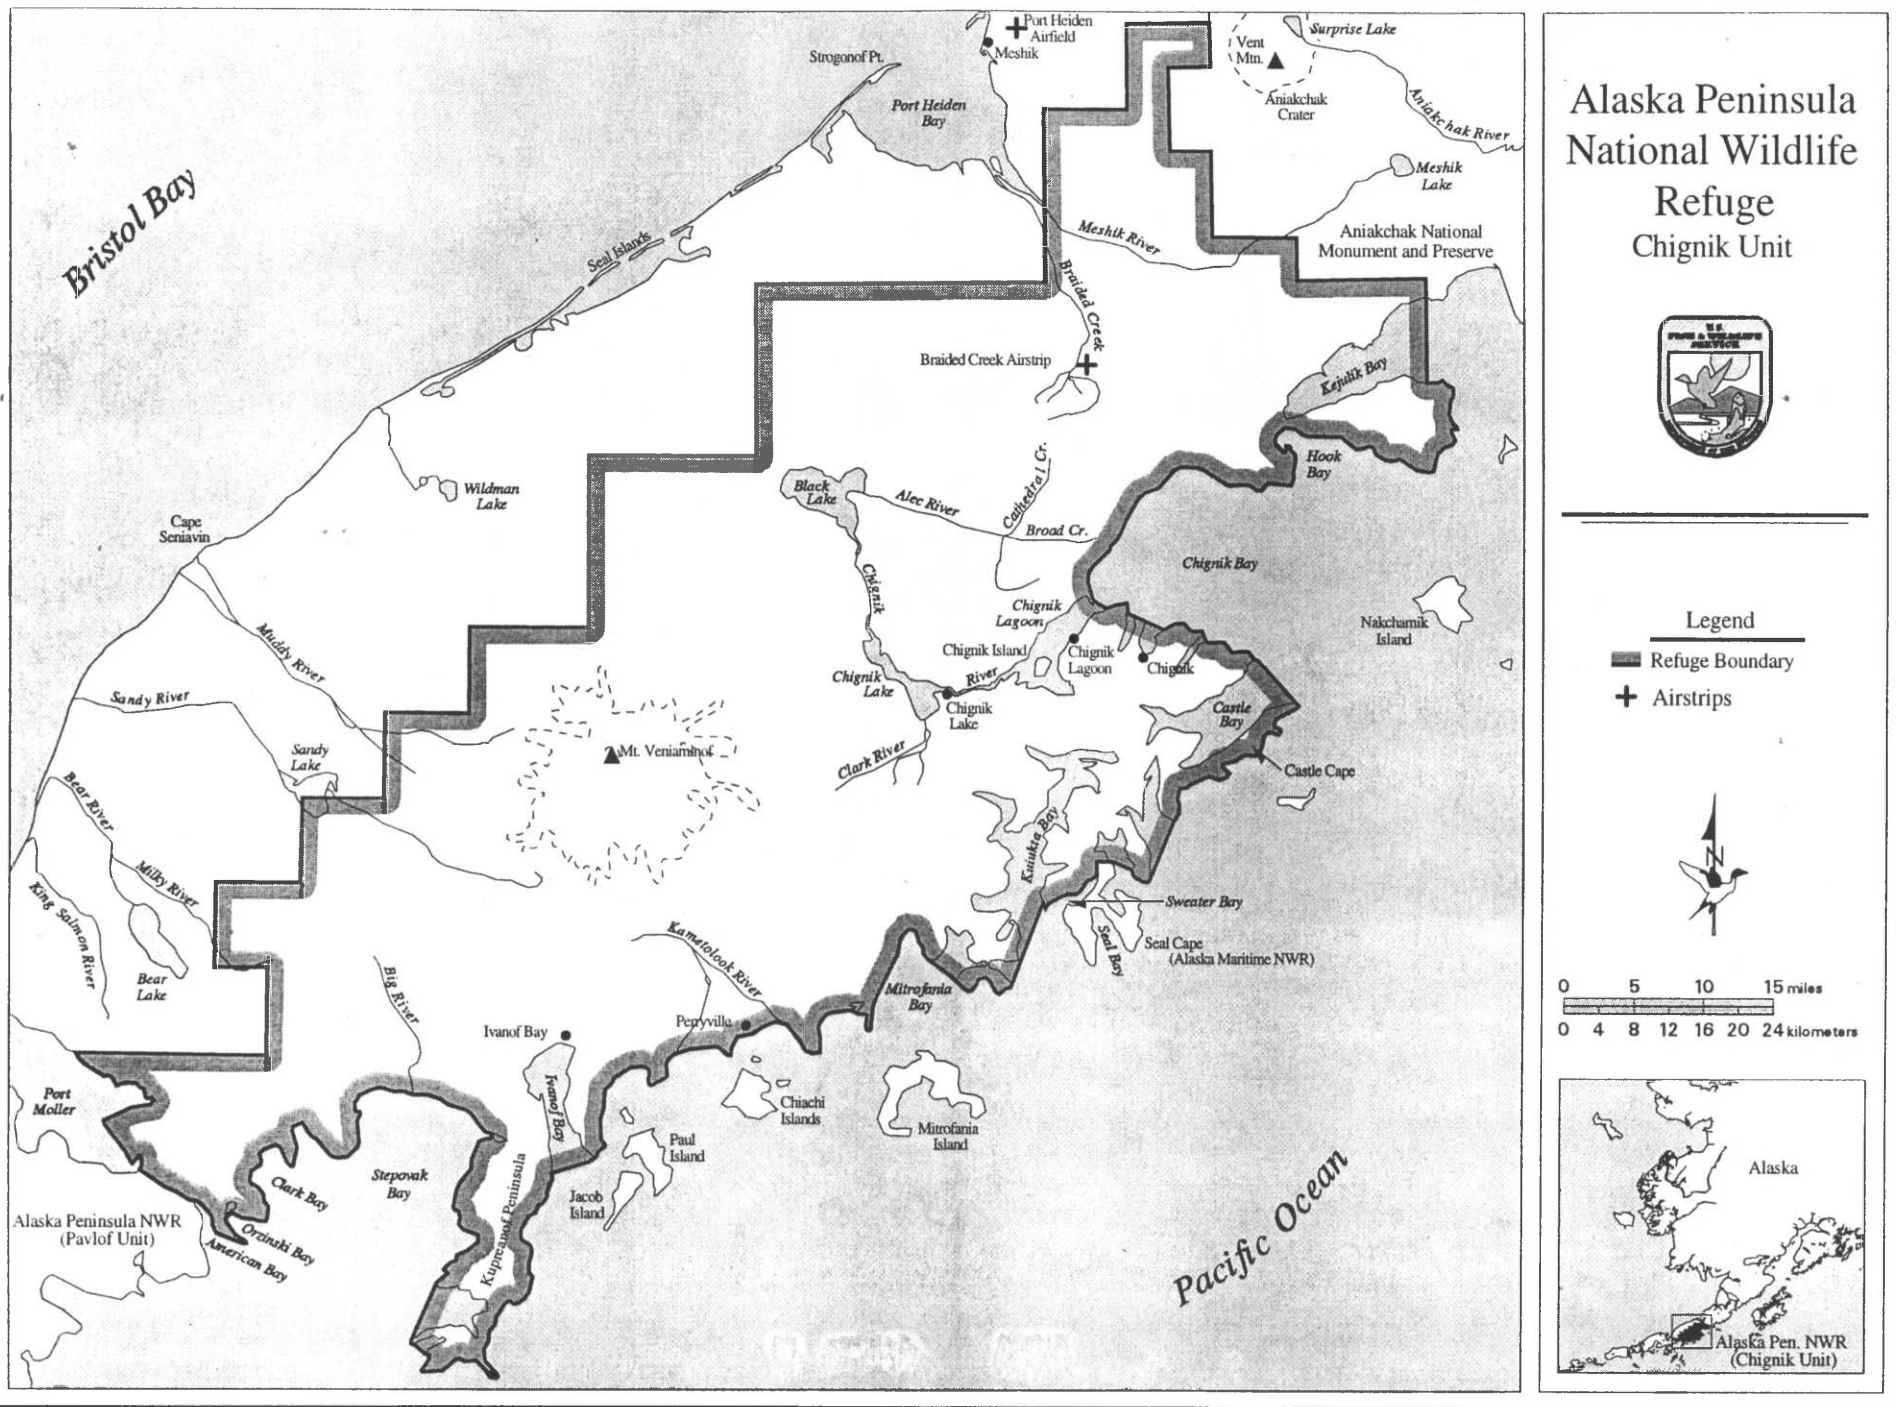 Port Heiden
Airfield
Meshik
Strogonof Pt.
Port Heiden
Bay
Vent
Mtn.
Surprise Lake
Aniakchak
Crater
Aniakchak River
Meshik
Lake
Aniakchak National
Monument and Preserve
Meshik River
Bristol Bay
Seal Islands
Braided Creek
Braided Creek Airstrip
Kejulik Bay
Hook
Bay
Wildman
Lake
Cape
Seniavin
Black
Lake
Alec River
Cathedral Cr.
Broad Cr.
Chignik Bay
Chignik
Chignik
Lagoon
Chignik Island
Chignik
Lagoon
Chignik
Nakchamik
Island
Muddy River
Sandy River
Sandy
Lake
Chignik
Lake
River
Chignik
Lake
Clark River
Castle
Bay
Castle Cape
Mt. Veniaminof
Bear River
Milky River
King Salmon River
Bear
Lake
Kuiukta Bay
Sweater Bay
Seal Bay
Seal Cape
(Alaska Maritime NWR)
Kametolook River
Big River
Mitrofania
Bay
Perryville
Ivanof Bay
Ivanof Bay
Port
Moller
Chiachi
Islands
Mitrofania
Island
Paul
Island
Jacob
Island
Stepovak
Bay
Clark Bay
Orzinski Bay
American Bay
Kupreanof Peninsula
Alaska Peninsula NWR
(Pavlof Unit)
Pacific Ocean
Alaska Peninsula
National Wildlife
Refuge
Chignik Unit
U.S.
FISH & WILDLIFE
SERVICE
Legend
Refuge Boundary
Airstrips
N
0 5 10 15 miles
0 4 8 12 16 20 24 kilometers
Alaska
Alaska Pen. NWR
(Chignik Unit)